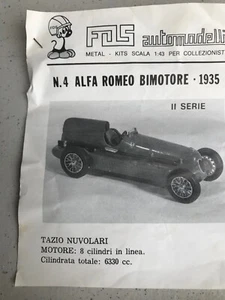 FDS automodelli
METAL - KITS SCALA 1:43 PER COLLEZIONIST
N.4 ALFA ROMEO BIMOTORE - 1935
II SERIE
TAZIO NUVOLARI
MOTORE: 8 cilindri in linea.
Cilindrata totale: 6330 cc.